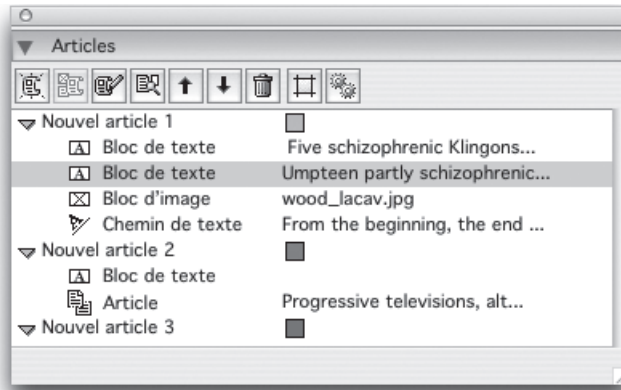 Articles
Nouvel article 1
Bloc de texte Five schizophrenic Klingons...
Bloc de texte Umpteen partly schizophrenic...
Bloc d'image wood_lacav.jpg
Chemin de texte From the beginning, the end ...
Nouvel article 2
Bloc de texte
Article Progressive televisions, alt...
Nouvel article 3